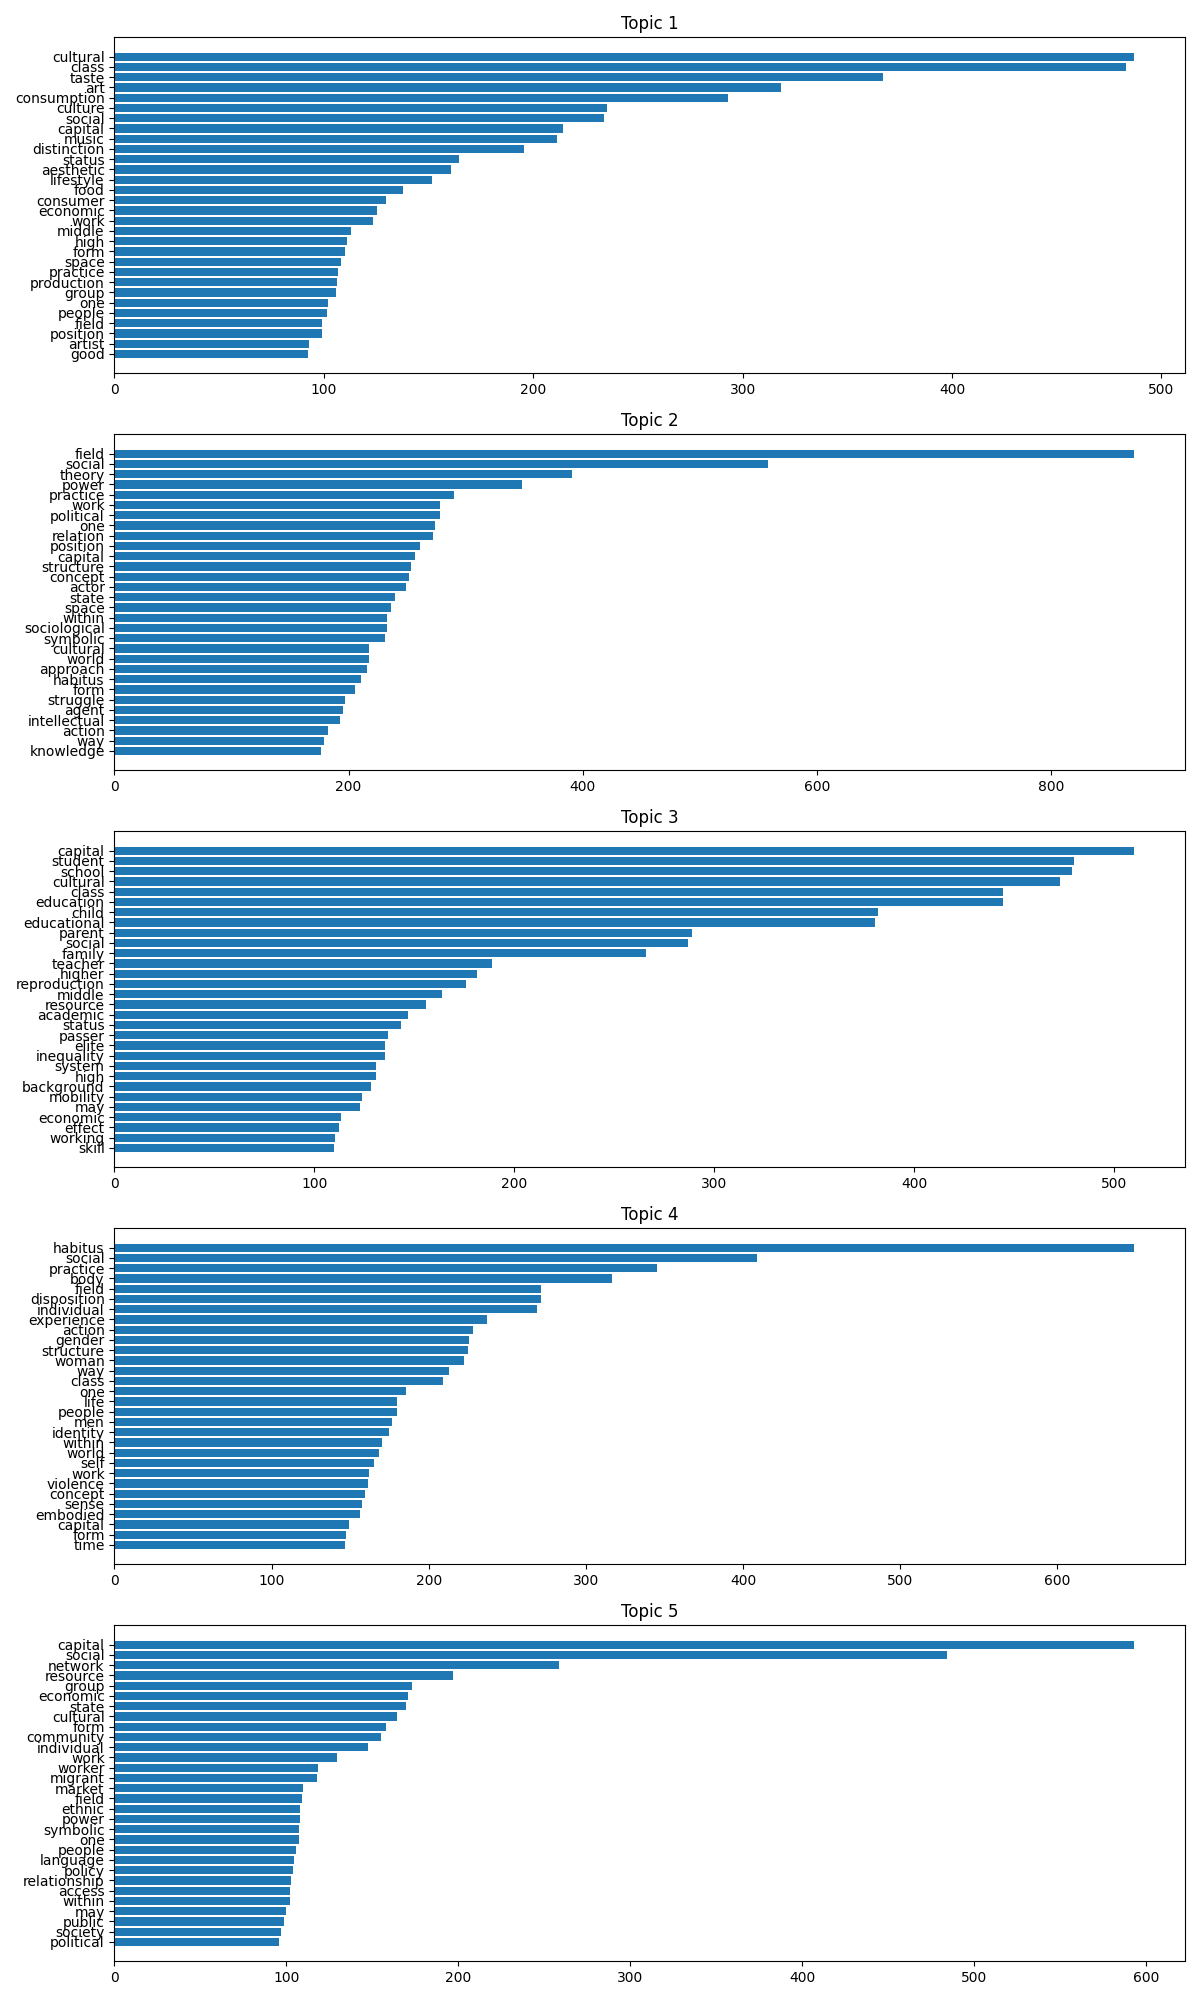 Topic 1
cultural
class
taste
art
consumption
culture
social
capital
music
distinction
status
aesthetic
lifestyle
food
consumer
economic
work
middle
high
form
space
practice
production
group
one
people
field
position
artist
good
0 100 200 300 400 500
Topic 2
field
social
theory
power
practice
work
political
one
relation
position
capital
structure
concept
actor
state
space
within
sociological
symbolic
cultural
world
approach
habitus
form
struggle
agent
intellectual
action
way
knowledge
0 200 400 600 800
Topic 3
capital
student
school
cultural
class
education
child
educational
parent
social
family
teacher
higher
reproduction
middle
resource
academic
status
passer
elite
inequality
system
high
background
mobility
may
economic
effect
working
skill
0 100 200 300 400 500
Topic 4
habitus
social
practice
body
field
disposition
individual
experience
action
gender
structure
woman
way
class
one
life
people
men
identity
within
world
self
work
violence
concept
sense
embodied
capital
form
time
0 100 200 300 400 500 600
Topic 5
capital
social
network
resource
group
economic
state
cultural
form
community
individual
work
worker
migrant
market
field
ethnic
power
symbolic
one
people
language
policy
relationship
access
within
may
public
society
political
0 100 200 300 400 500 600